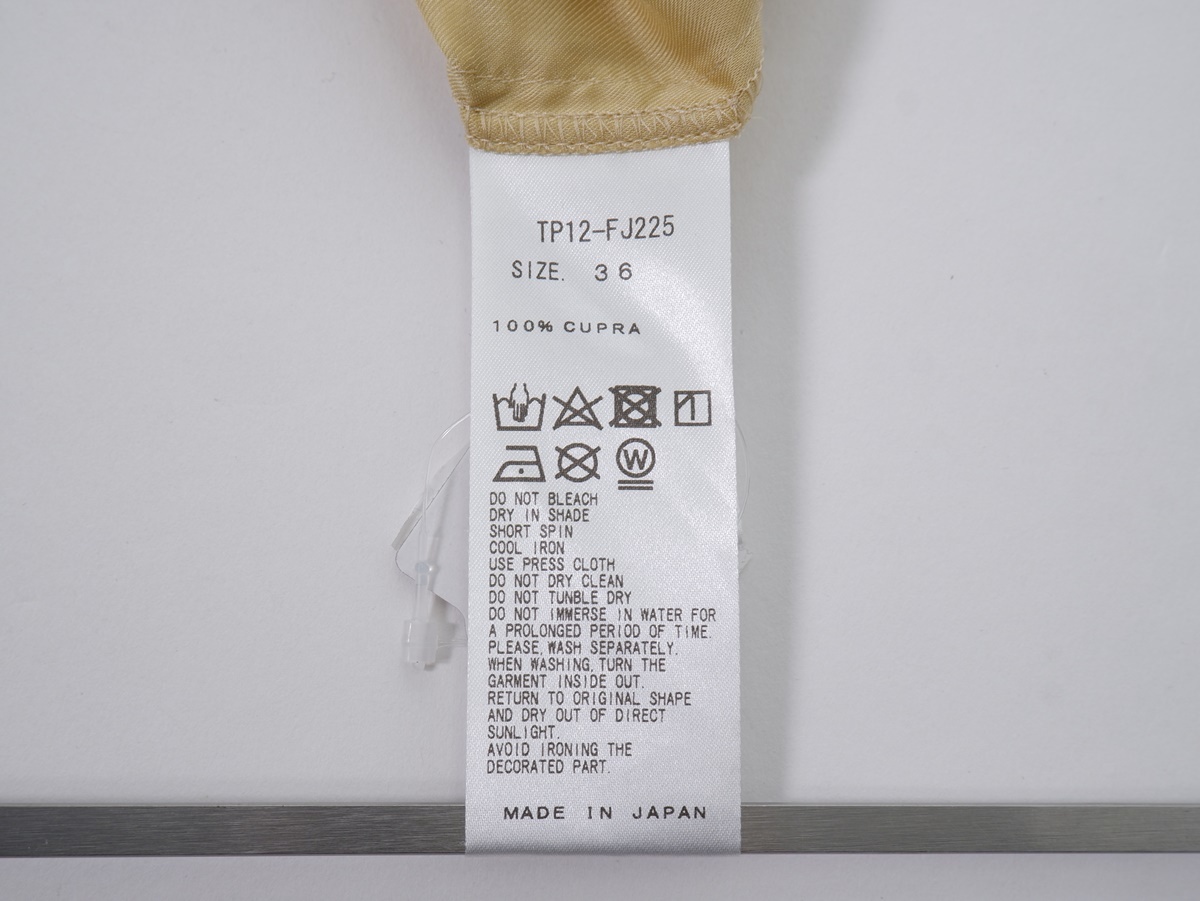 TP12-FJ225
SIZE. 36
100% CUPRA
W
DO NOT BLEACH
DRY IN SHADE
SHORT SPIN
COOL IRON
USE PRESS CLOTH
DO NOT DRY CLEAN
DO NOT TUNBLE DRY
DO NOT IMMERSE IN WATER FOR
A PROLONGED PERIOD OF TIME.
PLEASE, WASH SEPARATELY.
WHEN WASHING, TURN THE
GARMENT INSIDE OUT.
RETURN TO ORIGINAL SHAPE
AND DRY OUT OF DIRECT
SUNLIGHT.
AVOID IRONING THE
DECORATED PART.
MADE IN JAPAN